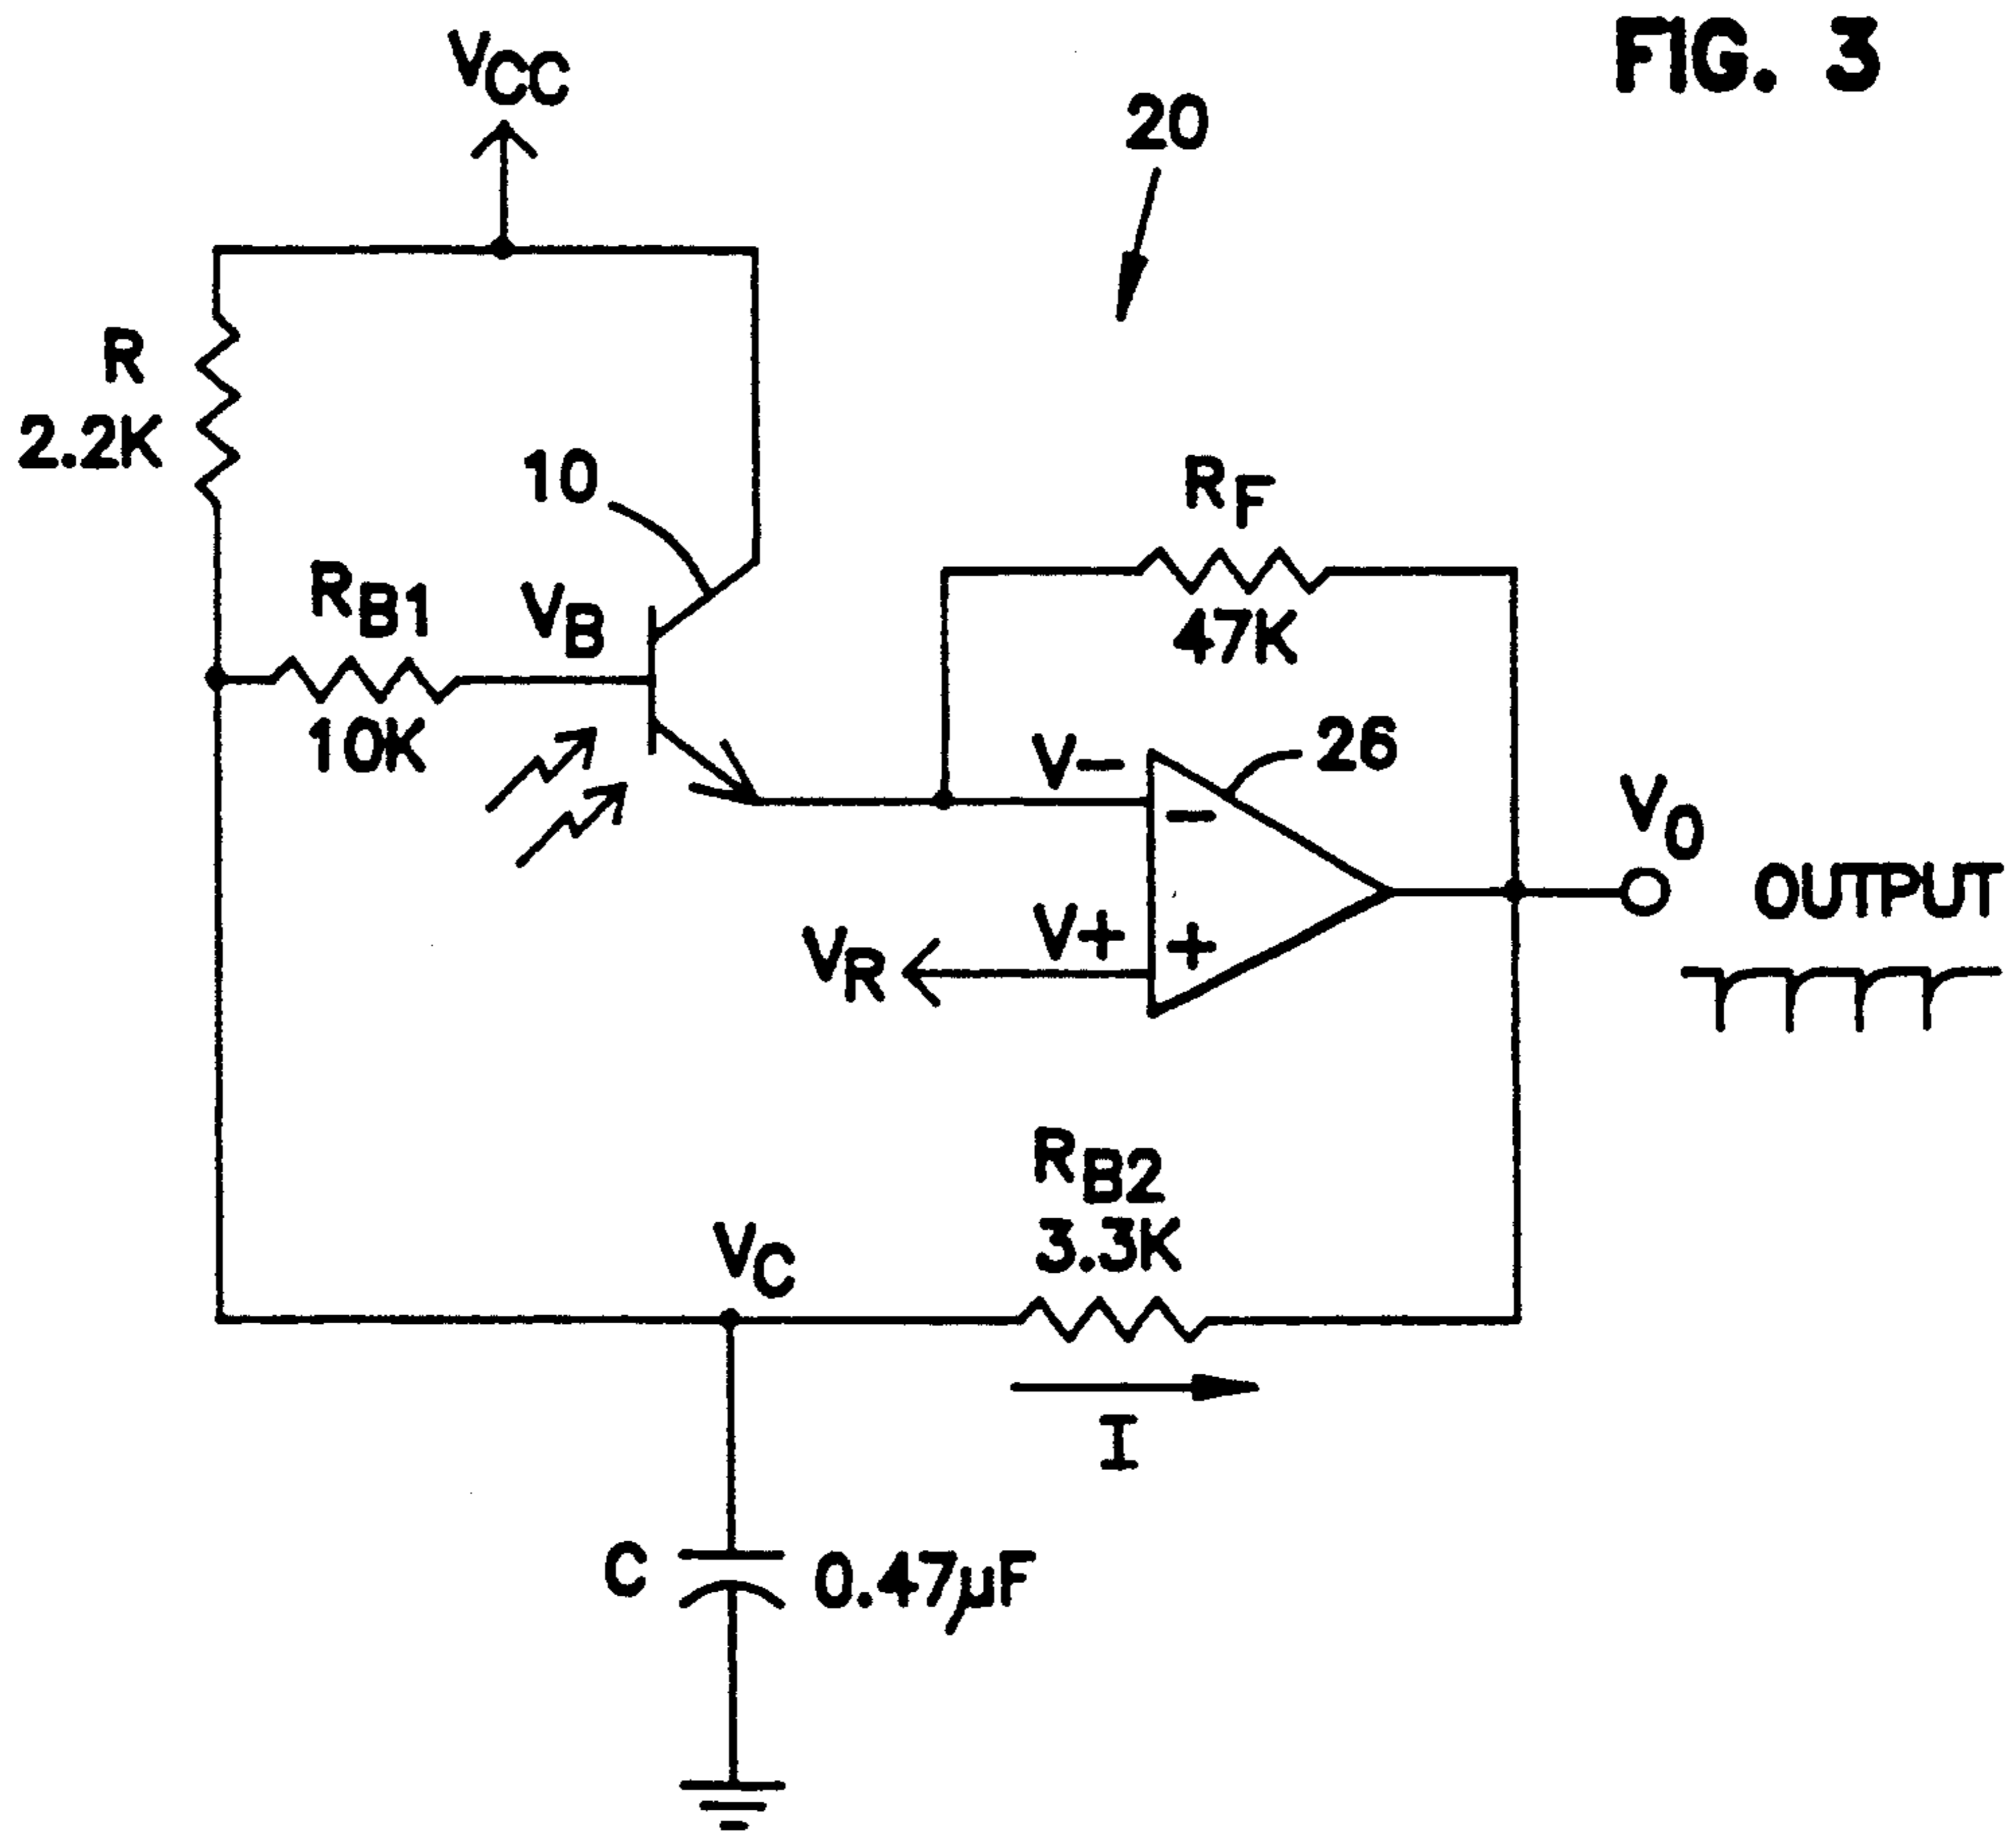 FIG. 3
VCC
20
R
2.2K
10
RF
47K
RB1
10K
VB
V-
-
26
VO
OUTPUT
VR
V+
+
RB2
3.3K
VC
I
C
0.47µF